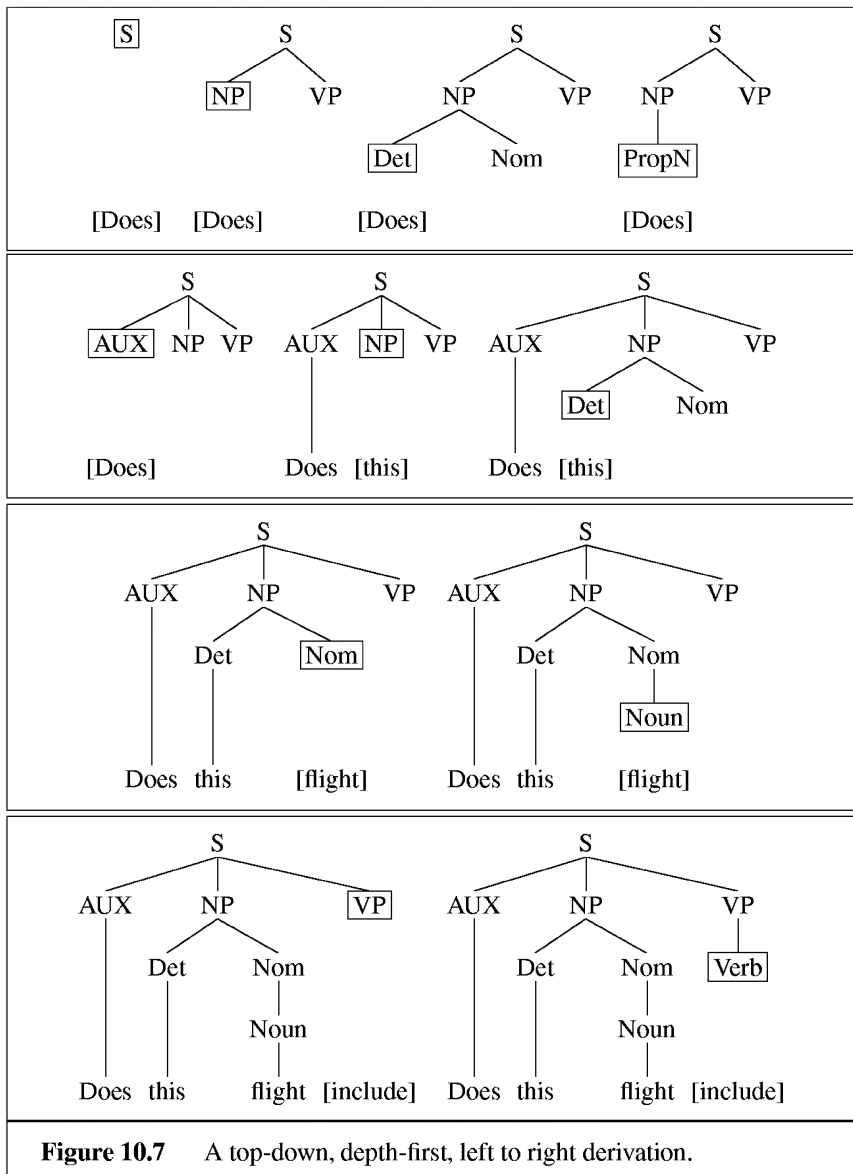 S S S S
NP VP NP VP NP VP
Det Nom PropN
[Does] [Does] [Does] [Does]
S S S
AUX NP VP AUX NP VP AUX NP VP
Det Nom
[Does] Does [this] Does [this]
S S
AUX NP VP AUX NP VP
Det Nom Det Nom
Noun
Does this [flight] Does this [flight]
S S
AUX NP VP AUX NP VP
Det Nom Det Nom Verb
Noun Noun
Does this flight [include] Does this flight [include]
Figure 10.7 A top-down, depth-first, left to right derivation.